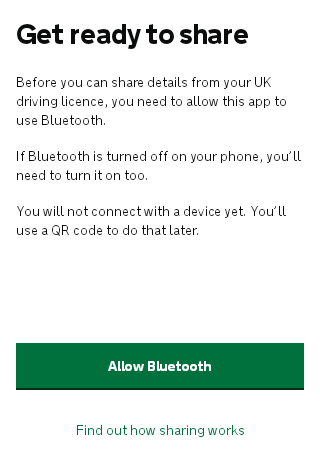 Get ready to share
Before you can share details from your UK
driving licence, you need to allow this app to
use Bluetooth.
If Bluetooth is turned off on your phone, you’ll
need to turn it on too.
You will not connect with a device yet. You’ll
use a QR code to do that later.
Allow Bluetooth
Find out how sharing works